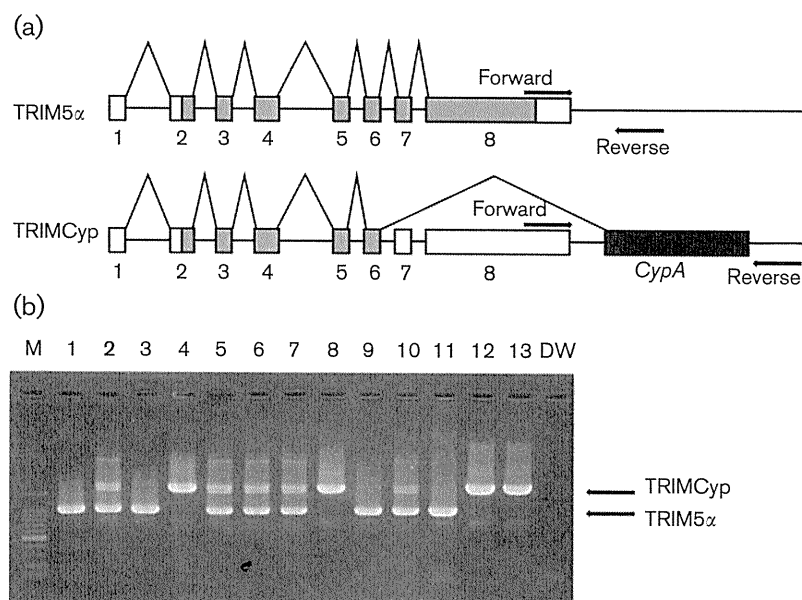 (a)
Forward
TRIM5α
1 2 3 4 5 6 7 8
Reverse
TRIMCyp
Forward
1 2 3 4 5 6 7 8
CypA
Reverse
(b)
M 1 2 3 4 5 6 7 8 9 10 11 12 13 DW
TRIMCyp
TRIM5α